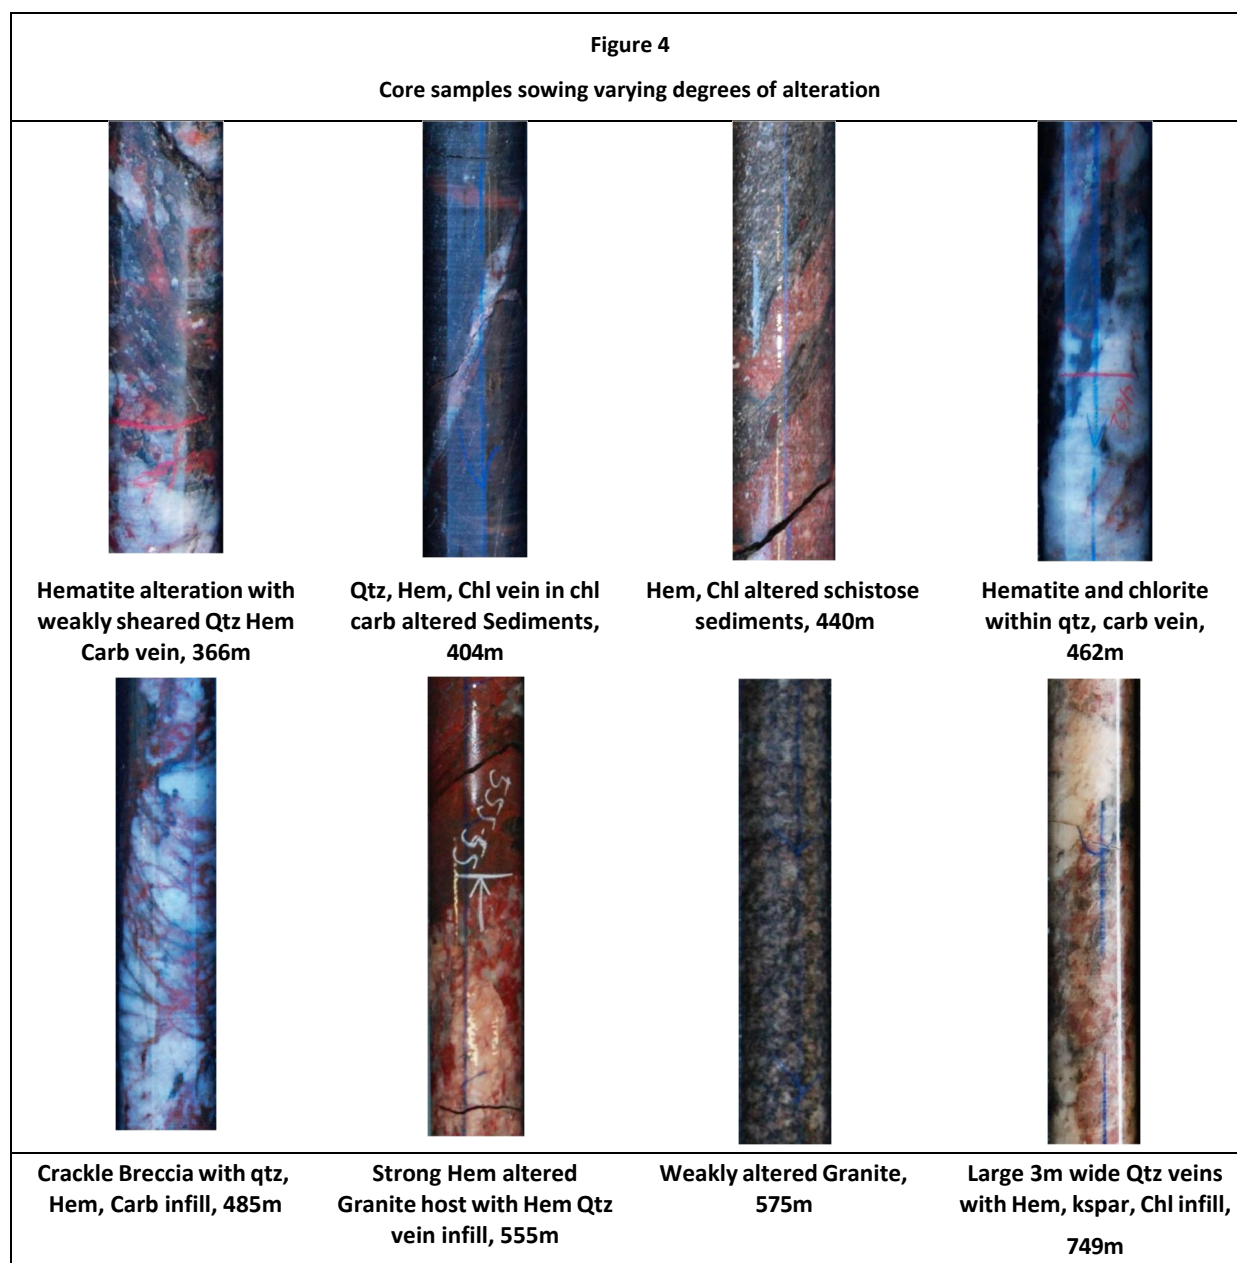 Figure 4
Core samples sowing varying degrees of alteration
462
Hematite alteration with
weakly sheared Qtz Hem
Carb vein, 366m
Qtz, Hem, Chl vein in chl
carb altered Sediments,
404m
Hem, Chl altered schistose
sediments, 440m
Hematite and chlorite
within qtz, carb vein,
462m
555.55
Crackle Breccia with qtz,
Hem, Carb infill, 485m
Strong Hem altered
Granite host with Hem Qtz
vein infill, 555m
Weakly altered Granite,
575m
Large 3m wide Qtz veins
with Hem, kspar, Chl infill,
749m